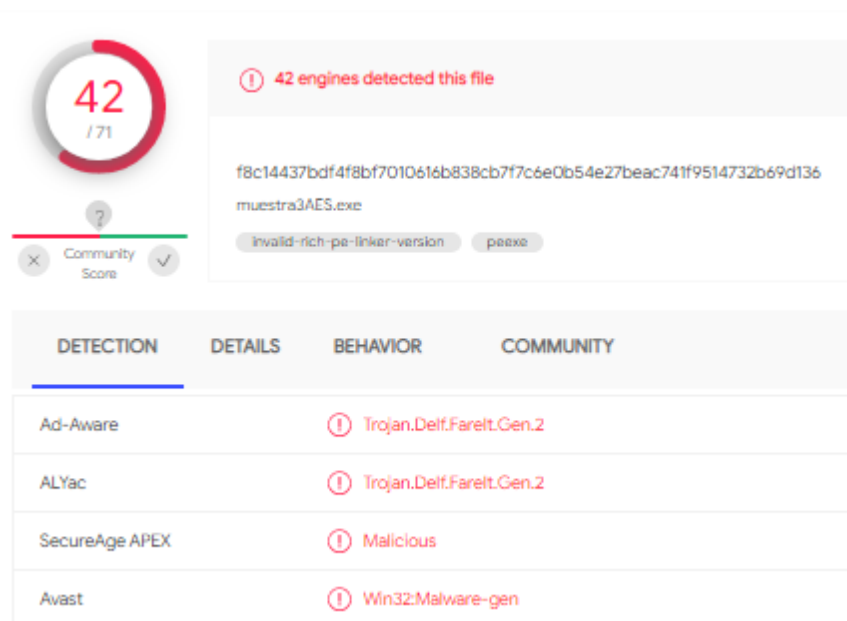 42
/ 71
42 engines detected this file
f8c14437bdf4f8bf7010616b838cb7f7c6e0b54e27beac741f9514732b69d136
muestra3AES.exe
invalid-rich-pe-linker-version peexe
?
Community
Score
DETECTION DETAILS BEHAVIOR COMMUNITY
Ad-Aware Trojan.Delf.FareIt.Gen.2
ALYac Trojan.Delf.FareIt.Gen.2
SecureAge APEX Malicious
Avast Win32:Malware-gen